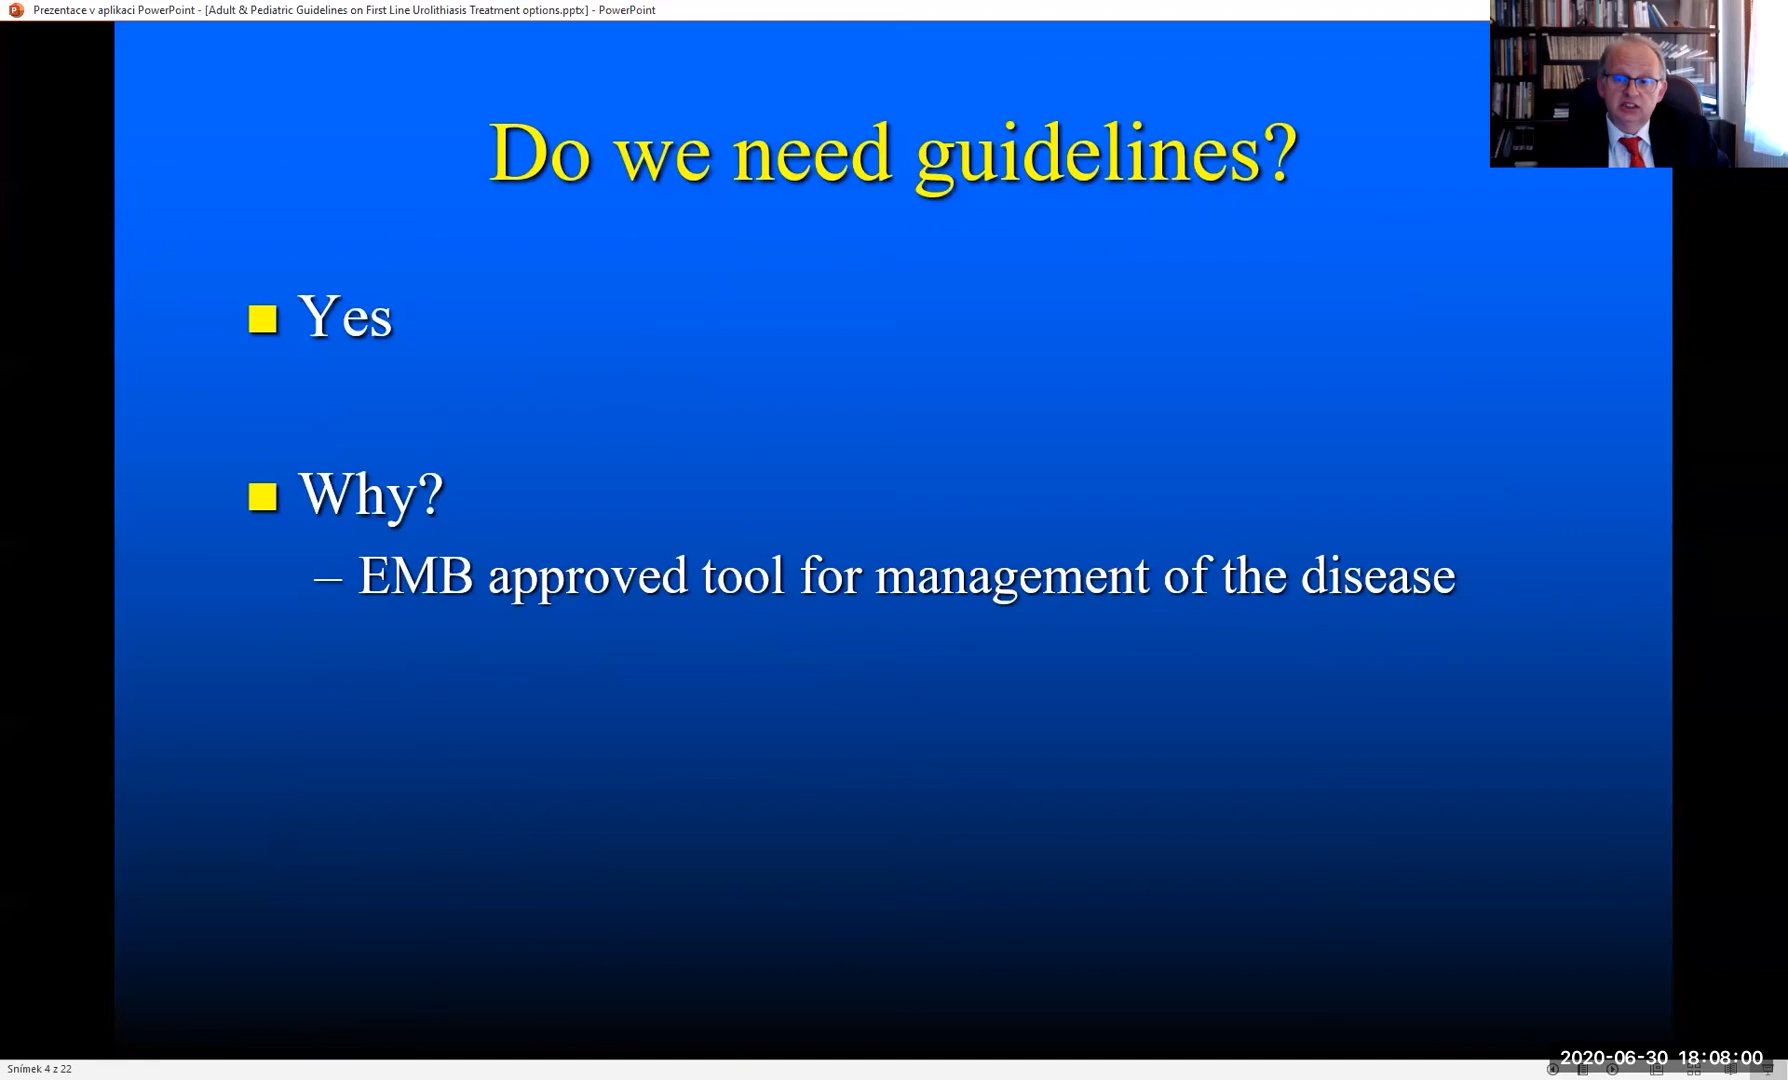 Prezentace v aplikaci PowerPoint - [Adult & Pediatric Guidelines on First Line Urolithiasis Treatment options.pptx] - PowerPoint
Do we need guidelines?
Yes
Why?
– EMB approved tool for management of the disease
2020-06-30 18:08:00
Snímek 4 z 22